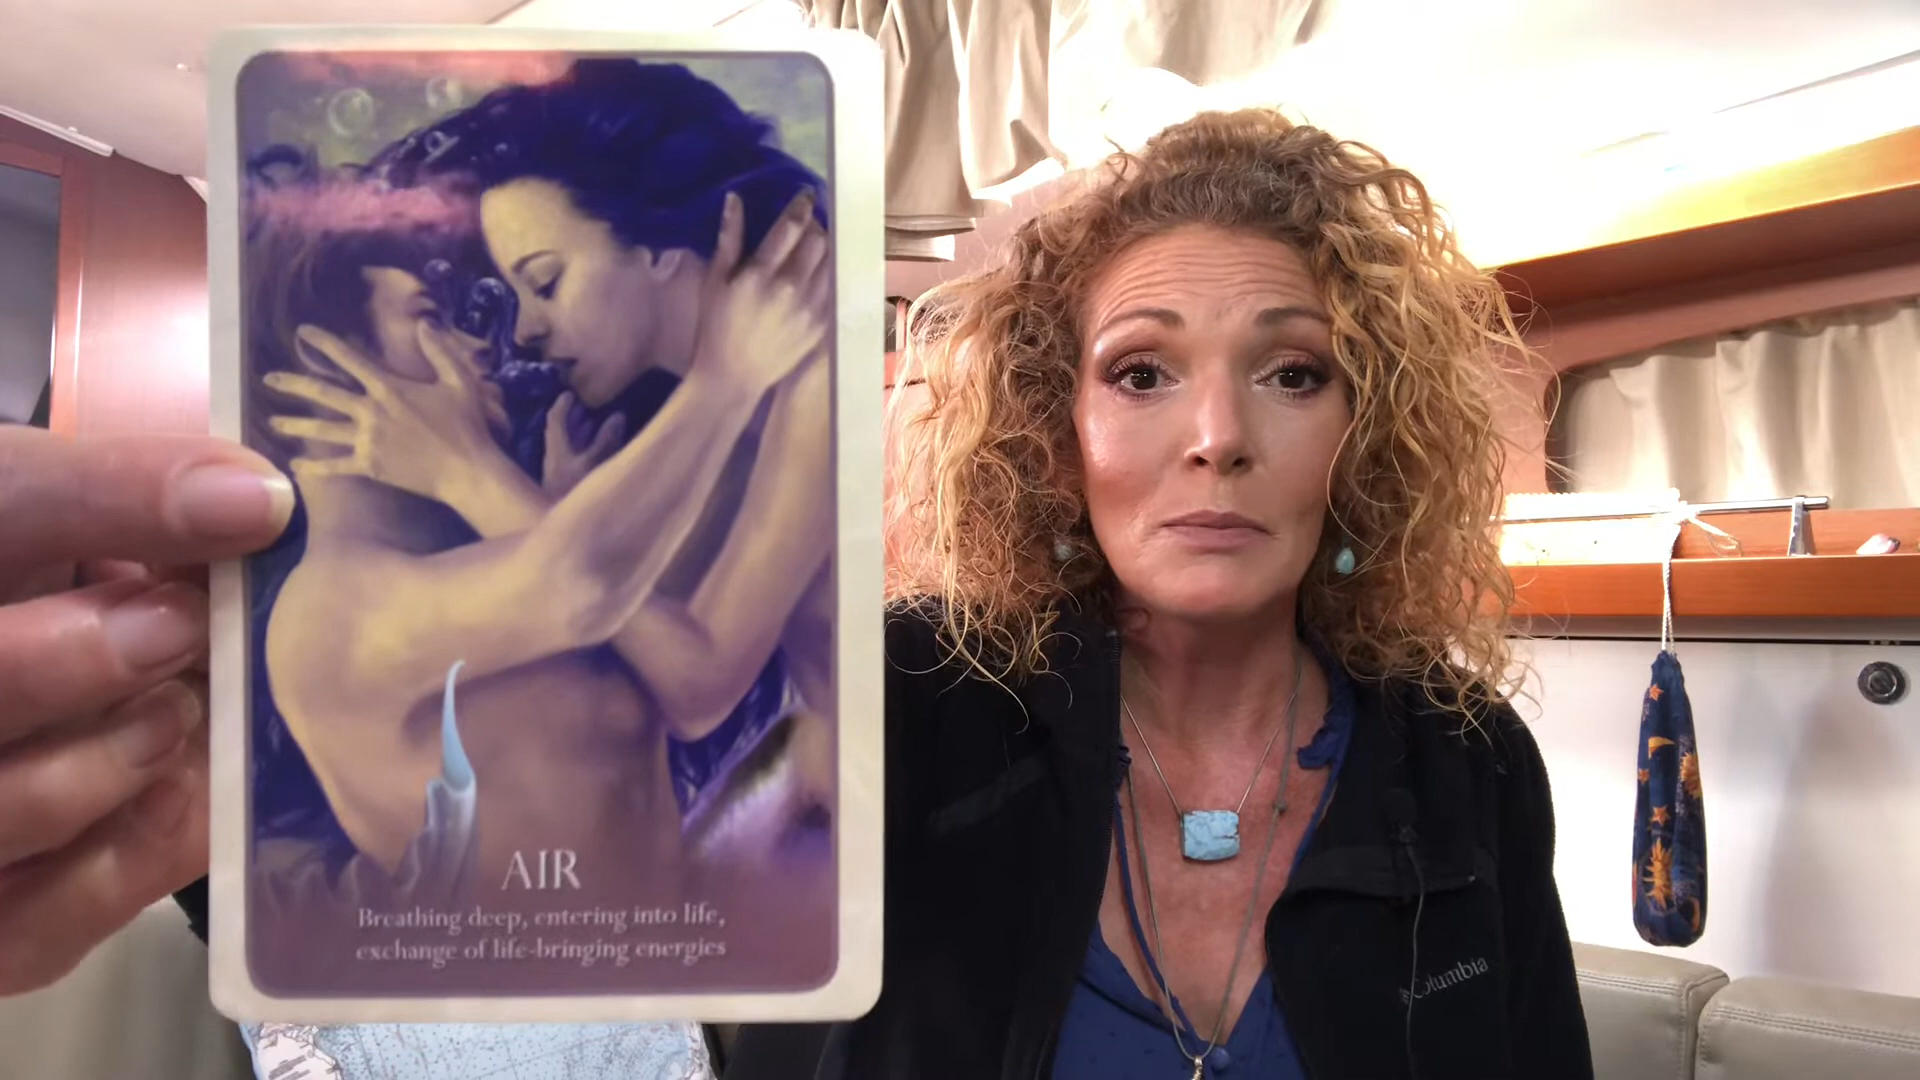 AIR
Breathing deep, entering into life,
exchange of life-bringing energies
Columbia